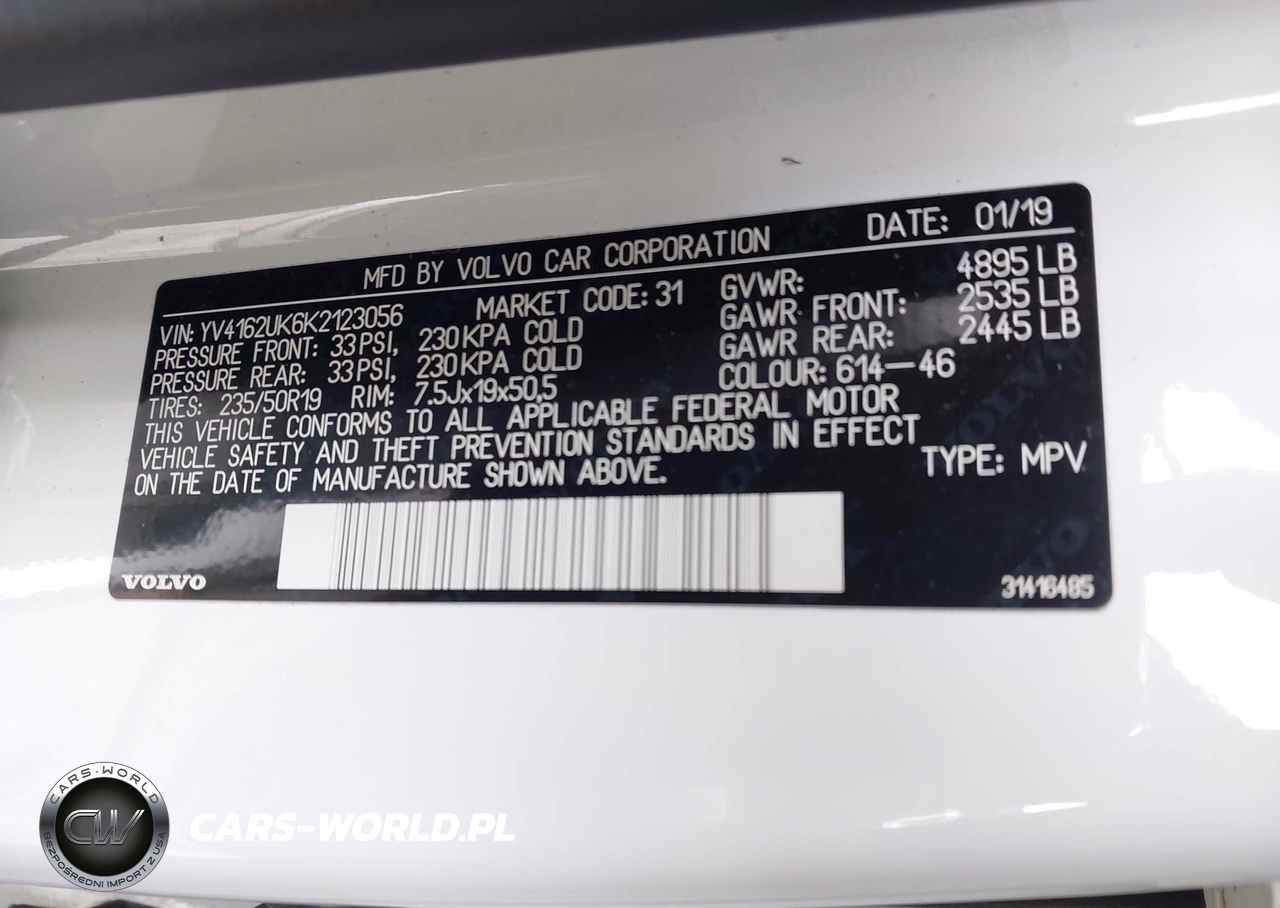 MFD BY VOLVO CAR CORPORATION DATE: 01/19
VIN: YV4162UK6K2123056 MARKET CODE: 31 GVWR: 4895 LB
PRESSURE FRONT: 33 PSI, 230 KPA COLD GAWR FRONT: 2535 LB
PRESSURE REAR: 33 PSI, 230 KPA COLD GAWR REAR: 2445 LB
TIRES: 235/50R19 RIM: 7.5Jx19x50,5 COLOUR: 614-46
THIS VEHICLE CONFORMS TO ALL APPLICABLE FEDERAL MOTOR
VEHICLE SAFETY AND THEFT PREVENTION STANDARDS IN EFFECT
ON THE DATE OF MANUFACTURE SHOWN ABOVE. TYPE: MPV
VOLVO 31416485
CARS-WORLD
CW
BEZPOŚREDNI IMPORT Z USA
CARS-WORLD.PL